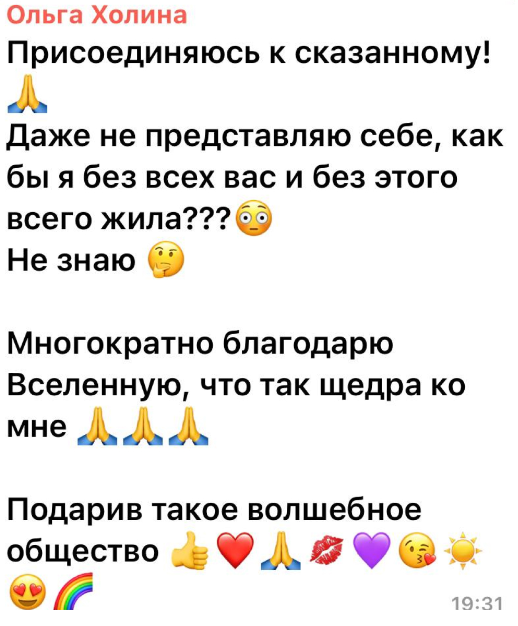 Ольга Холина
Присоединяюсь к сказанному!
🙏
Даже не представляю себе, как
бы я без всех вас и без этого
всего жила???😳
Не знаю 🤔
Многократно благодарю
Вселенную, что так щедра ко
мне 🙏🙏🙏
Подарив такое волшебное
общество 👍❤️🙏💋💜😘☀️
😍🌈
19:31